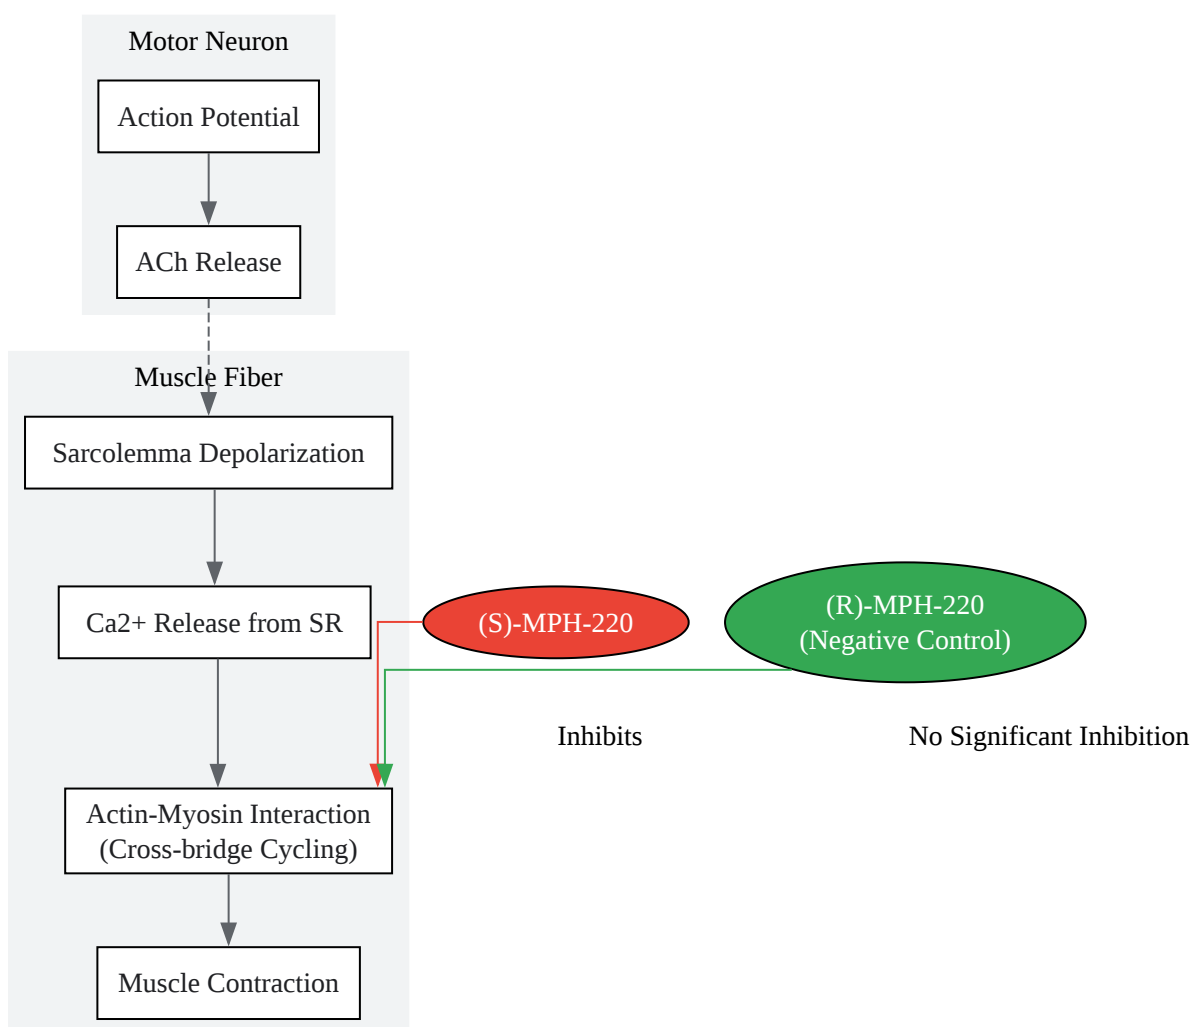 Motor Neuron
Action Potential
ACh Release
Muscle Fiber
Sarcolemma Depolarization
Ca2+ Release from SR
(S)-MPH-220
(R)-MPH-220
(Negative Control)
Inhibits
No Significant Inhibition
Actin-Myosin Interaction
(Cross-bridge Cycling)
Muscle Contraction